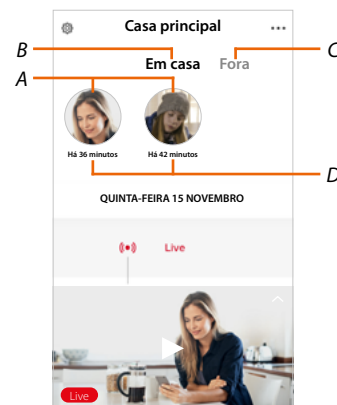 Casa principal
B
C
Em casa
Fora
A
Há 36 minutos
Há 42 minutos
D
QUINTA-FEIRA 15 NOVEMBRO
Live
Live